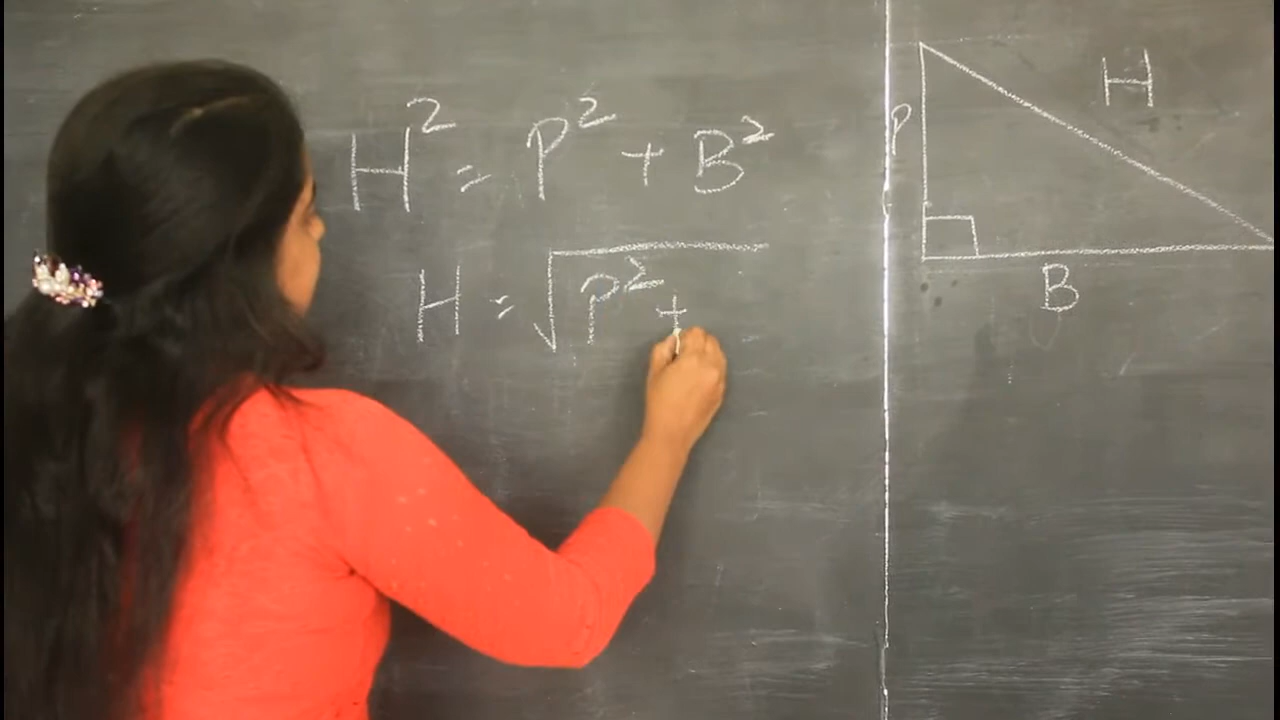 H² = P² + B²
H = √P² +
P
H
B